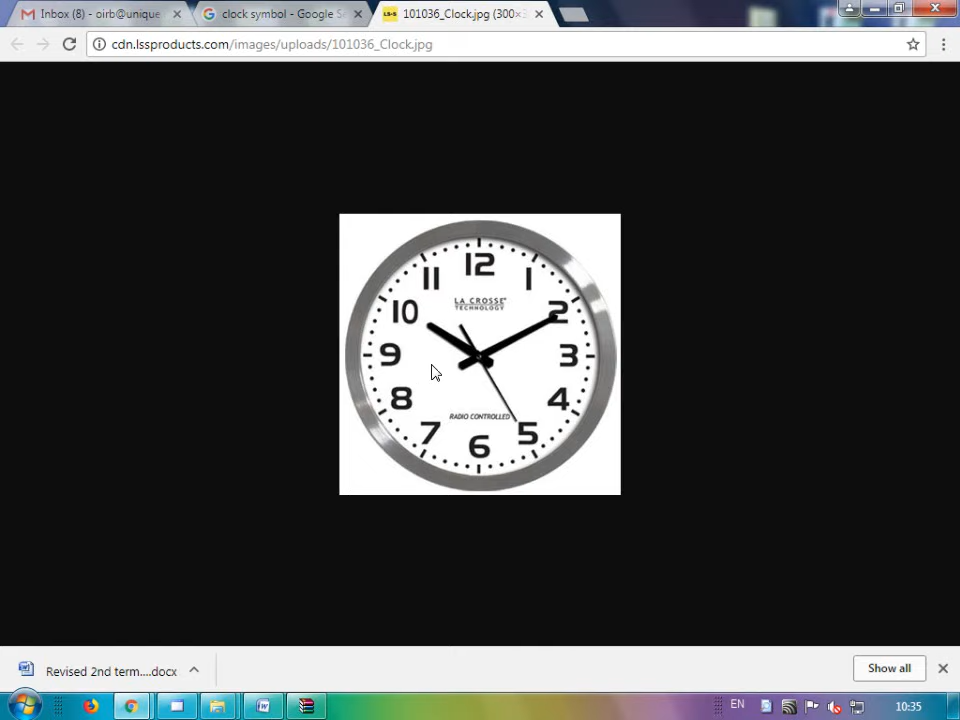 Inbox (8) - oirb@unique
clock symbol - Google S
LS-S 101036_Clock.jpg (300×
cdn.lssproducts.com/images/uploads/101036_Clock.jpg
12
11 1
10 2
LA CROSSE
TECHNOLOGY
9 3
8 4
RADIO CONTROLLED
7 5
6
Revised 2nd term....docx
Show all
EN
10:35